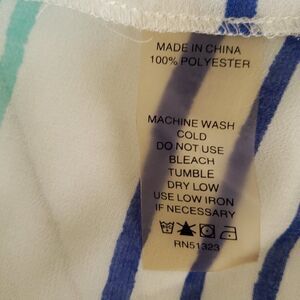 MADE IN CHINA
100% POLYESTER
MACHINE WASH
COLD
DO NOT USE
BLEACH
TUMBLE
DRY LOW
USE LOW IRON
IF NECESSARY
RN51323